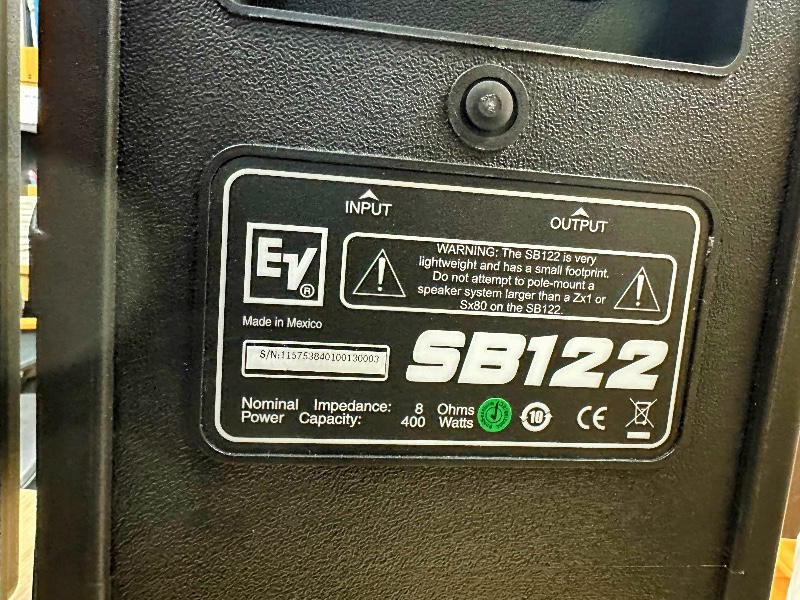 INPUT
OUTPUT
EV®
WARNING: The SB122 is very
lightweight and has a small footprint.
Do not attempt to pole-mount a
speaker system larger than a Zx1 or
Sx80 on the SB122.
Made in Mexico
S/N:115753840100130003
SB122
Nominal Impedance: 8 Ohms
Power Capacity: 400 Watts
10
CE